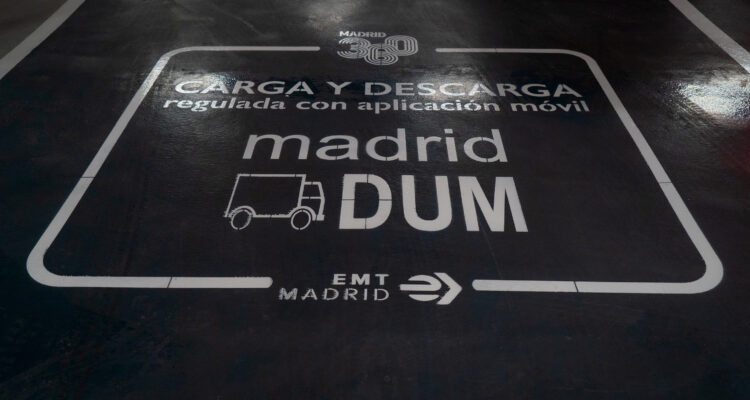 MADRID
360
CARGA Y DESCARGA
regulada con aplicación móvil
madrid
DUM
EMT
MADRID